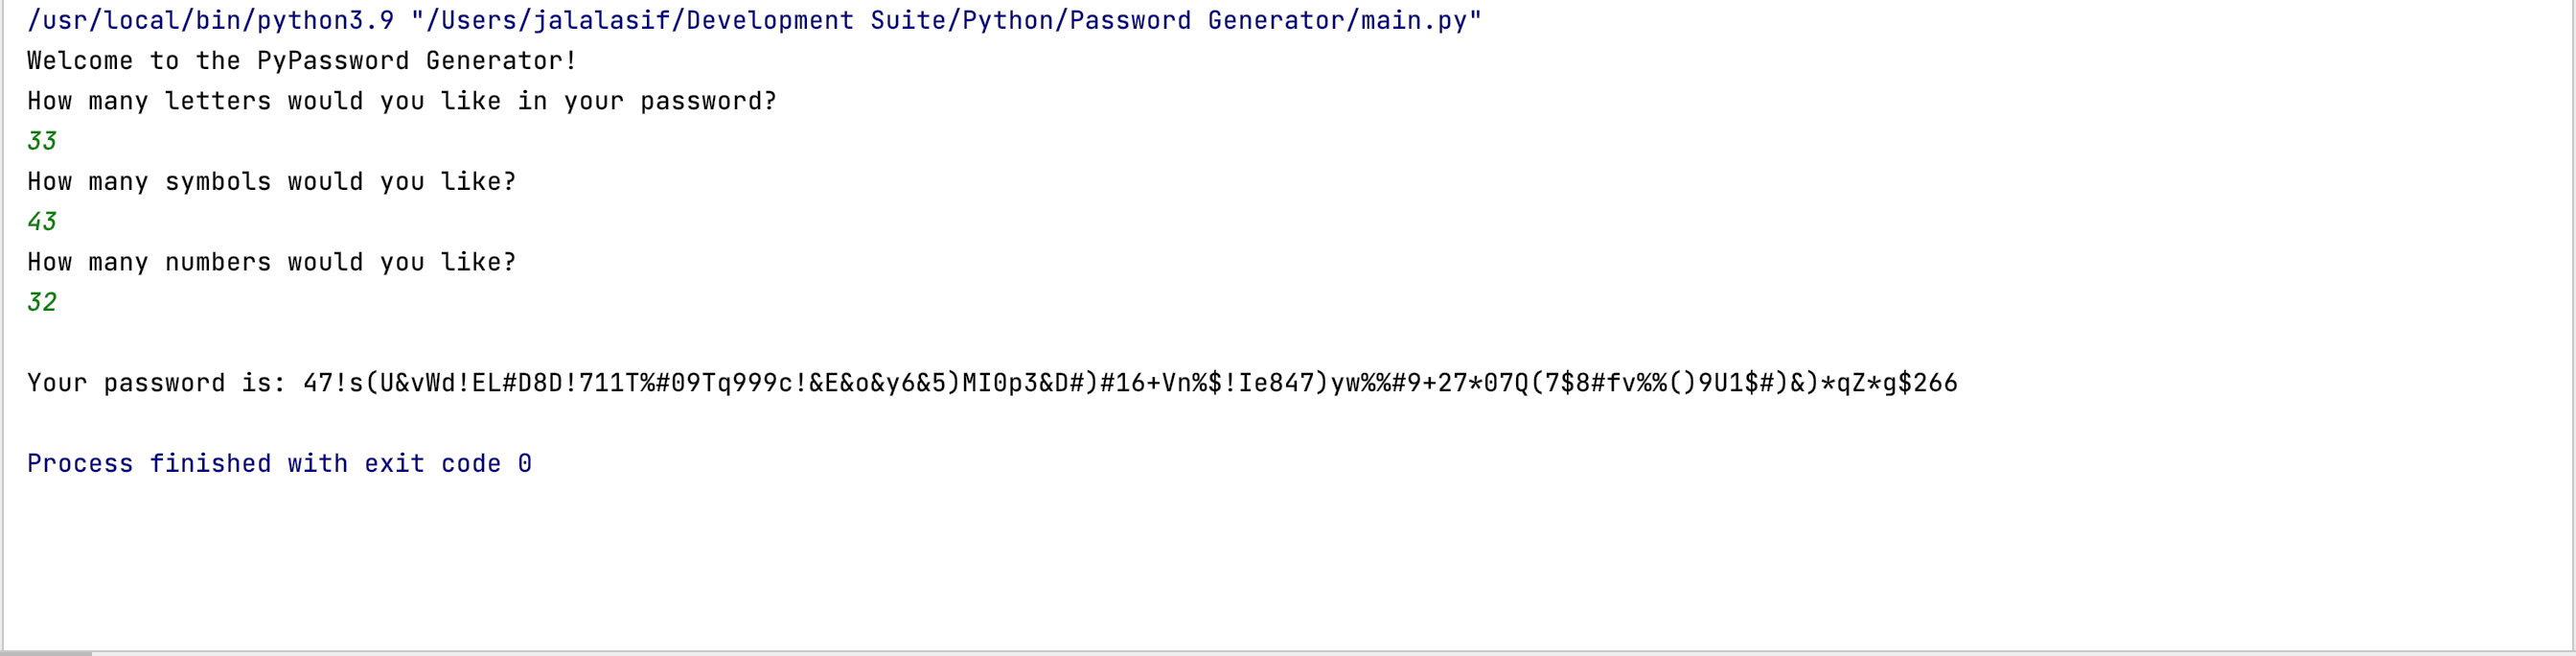 /usr/local/bin/python3.9 "/Users/jalalasif/Development Suite/Python/Password Generator/main.py"
Welcome to the PyPassword Generator!
How many letters would you like in your password?
33
How many symbols would you like?
43
How many numbers would you like?
32
Your password is: 47!s(U&vWd!EL#D8D!711T%#09Tq999c!&E&o&y6&5)MI0p3&D#)#16+Vn%$!Ie847)yw%%#9+27*07Q(7$8#fv%%()9U1$#)&)*qZ*g$266
Process finished with exit code 0